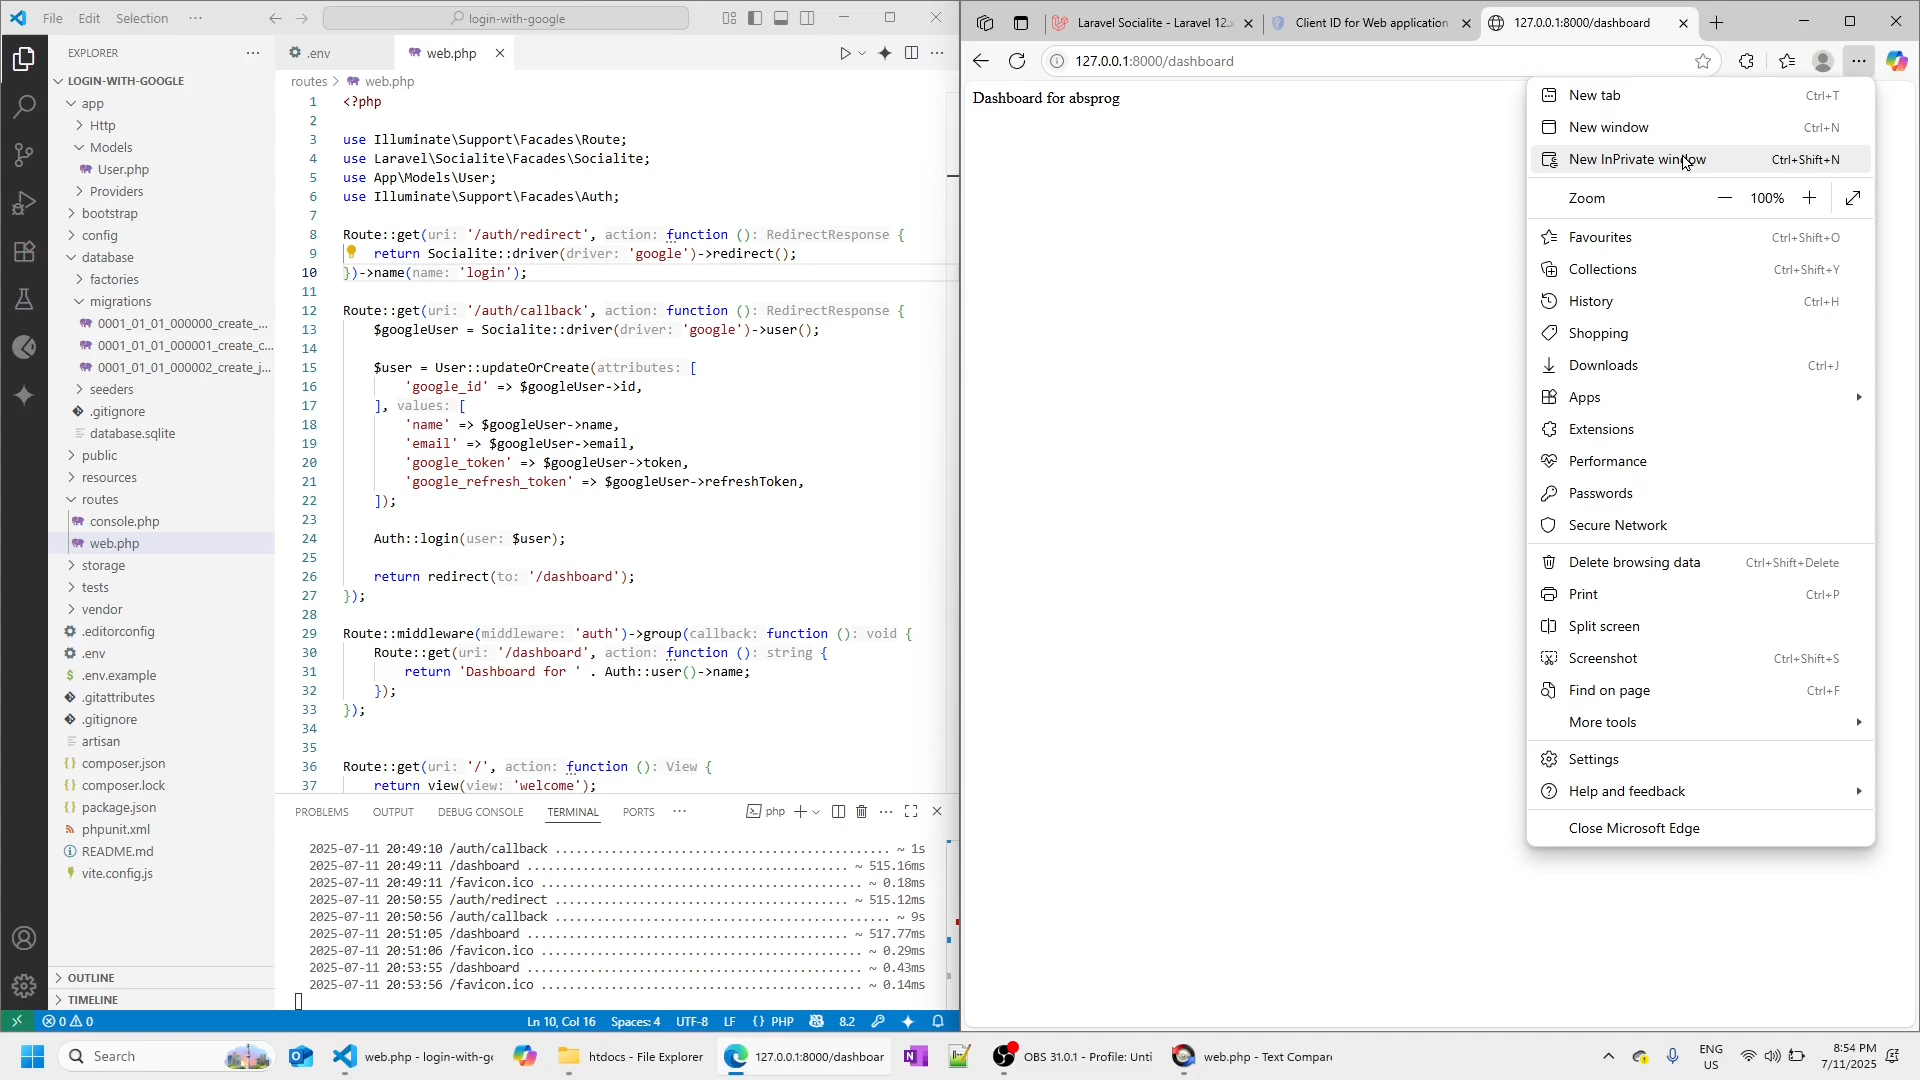 File Edit Selection ···
login-with-google
EXPLORER
LOGIN-WITH-GOOGLE
app
Http
Models
User.php
Providers
bootstrap
config
database
factories
migrations
0001_01_01_000000_create_...
0001_01_01_000001_create_c...
0001_01_01_000002_create_j...
seeders
.gitignore
database.sqlite
public
resources
routes
console.php
web.php
storage
tests
vendor
.editorconfig
.env
.env.example
.gitattributes
.gitignore
artisan
composer.json
composer.lock
package.json
phpunit.xml
README.md
vite.config.js
OUTLINE
TIMELINE
.env
web.php
routes > web.php
1 <?php
2
3 use Illuminate\Support\Facades\Route;
4 use Laravel\Socialite\Facades\Socialite;
5 use App\Models\User;
6 use Illuminate\Support\Facades\Auth;
7
8 Route::get(uri: '/auth/redirect', action: function (): RedirectResponse {
9 return Socialite::driver(driver: 'google')->redirect();
10 })->name(name: 'login');
11
12 Route::get(uri: '/auth/callback', action: function (): RedirectResponse {
13 $googleUser = Socialite::driver(driver: 'google')->user();
14
15 $user = User::updateOrCreate(attributes: [
16 'google_id' => $googleUser->id,
17 ], values: [
18 'name' => $googleUser->name,
19 'email' => $googleUser->email,
20 'google_token' => $googleUser->token,
21 'google_refresh_token' => $googleUser->refreshToken,
22 ]);
23
24 Auth::login(user: $user);
25
26 return redirect(to: '/dashboard');
27 });
28
29 Route::middleware(middleware: 'auth')->group(callback: function (): void {
30 Route::get(uri: '/dashboard', action: function (): string {
31 return 'Dashboard for ' . Auth::user()->name;
32 });
33 });
34
35
36 Route::get(uri: '/', action: function (): View {
37 return view(view: 'welcome');
PROBLEMS OUTPUT DEBUG CONSOLE TERMINAL PORTS ··· php
2025-07-11 20:49:10 /auth/callback ................................................ ~ 1s
2025-07-11 20:49:11 /dashboard ............................................... ~ 515.16ms
2025-07-11 20:49:11 /favicon.ico ............................................... ~ 0.18ms
2025-07-11 20:50:55 /auth/redirect ........................................... ~ 515.12ms
2025-07-11 20:50:56 /auth/callback ................................................ ~ 9s
2025-07-11 20:51:05 /dashboard ............................................... ~ 517.77ms
2025-07-11 20:51:06 /favicon.ico ............................................... ~ 0.29ms
2025-07-11 20:53:55 /dashboard ................................................. ~ 0.43ms
2025-07-11 20:53:56 /favicon.ico ............................................... ~ 0.14ms
0 0
Ln 10, Col 16 Spaces: 4 UTF-8 LF {} PHP 8.2
Laravel Socialite - Laravel 12.x
Client ID for Web application
127.0.0.1:8000/dashboard
127.0.0.1:8000/dashboard
Dashboard for absprog
New tab Ctrl+T
New window Ctrl+N
New InPrivate window Ctrl+Shift+N
Zoom 100%
Favourites Ctrl+Shift+O
Collections Ctrl+Shift+Y
History Ctrl+H
Shopping
Downloads Ctrl+J
Apps
Extensions
Performance
Passwords
Secure Network
Delete browsing data Ctrl+Shift+Delete
Print Ctrl+P
Split screen
Screenshot Ctrl+Shift+S
Find on page Ctrl+F
More tools
Settings
Help and feedback
Close Microsoft Edge
Search
web.php - login-with-go
htdocs - File Explorer
127.0.0.1:8000/dashboar
OBS 31.0.1 - Profile: Unti
web.php - Text Compare
ENG
US
8:54 PM
7/11/2025